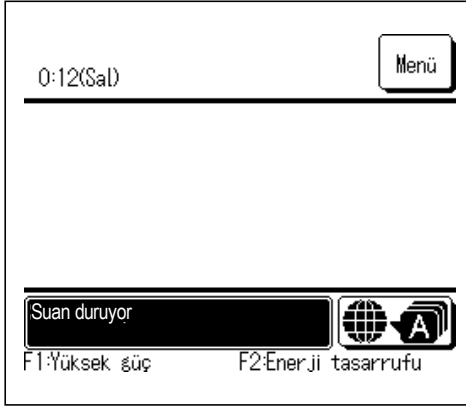 0:12(Sal)
Menü
Suan duruyor
A
F1:Yüksek güç F2:Enerji tasarrufu